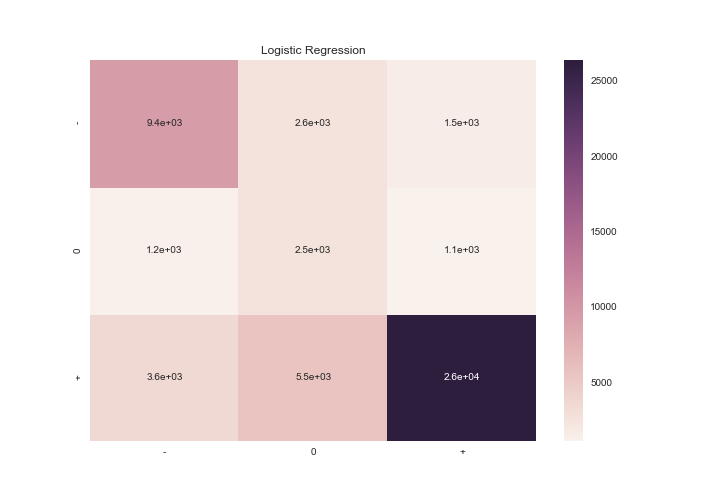 Logistic Regression
25000
- 9.4e+03 2.6e+03 1.5e+03
20000
15000
0 1.2e+03 2.5e+03 1.1e+03
10000
+ 3.6e+03 5.5e+03 2.6e+04
5000
- 0 +